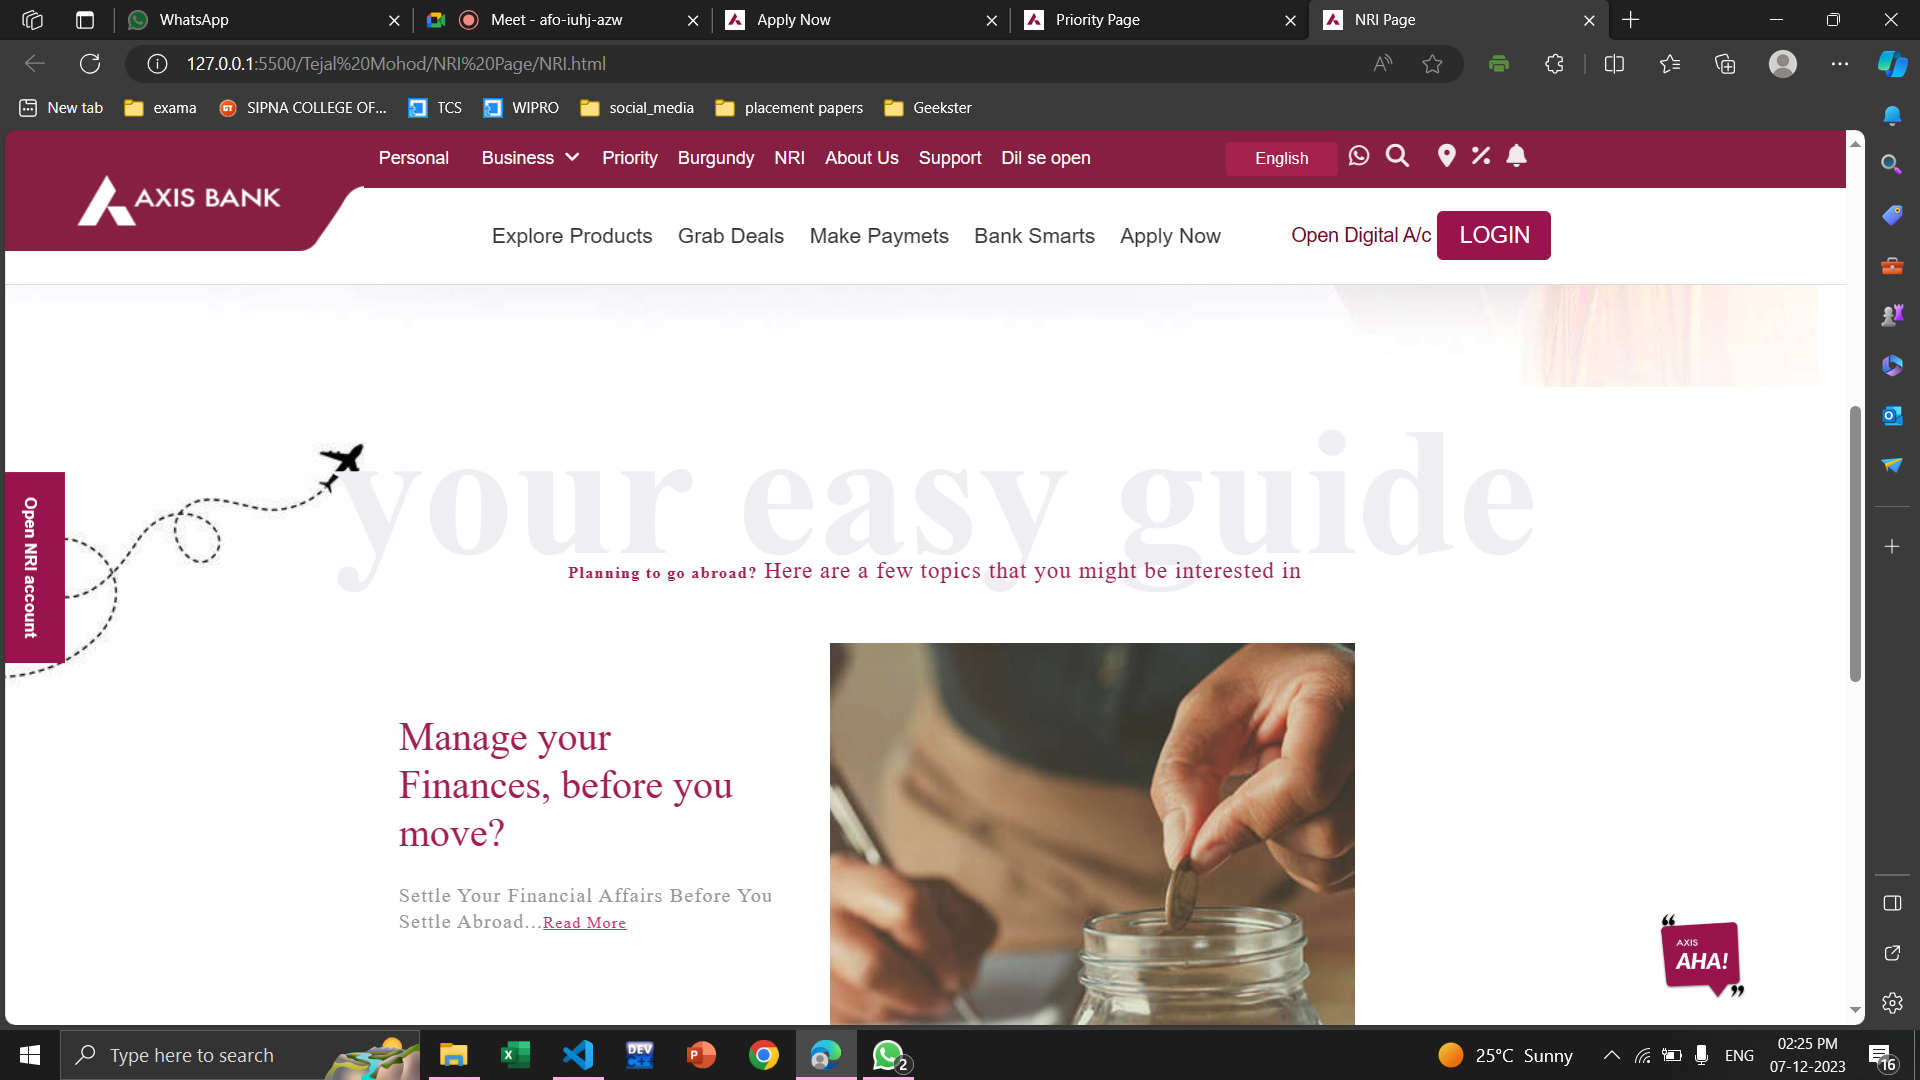 WhatsApp
Meet - afo-iuhj-azw
Apply Now
Priority Page
NRI Page
127.0.0.1:5500/Tejal%20Mohod/NRI%20Page/NRI.html
New tab
exama
SIPNA COLLEGE OF...
TCS
WIPRO
social_media
placement papers
Geekster
Personal
Business
Priority
Burgundy
NRI
About Us
Support
Dil se open
English
AXIS BANK
Explore Products
Grab Deals
Make Paymets
Bank Smarts
Apply Now
Open Digital A/c
LOGIN
your easy guide
Planning to go abroad? Here are a few topics that you might be interested in
Open NRI account
Manage your
Finances, before you
move?
Settle Your Financial Affairs Before You
Settle Abroad...Read More
AXIS
AHA!
Type here to search
DEV
C++
2
25°C Sunny
ENG
02:25 PM
07-12-2023
16